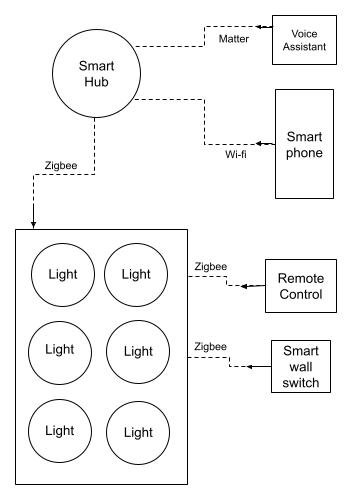 Smart
Hub
Matter
Voice
Assistant
Smart
phone
Wi-fi
Zigbee
Light
Light
Zigbee
Remote
Control
Light
Light
Zigbee
Smart
wall
switch
Light
Light